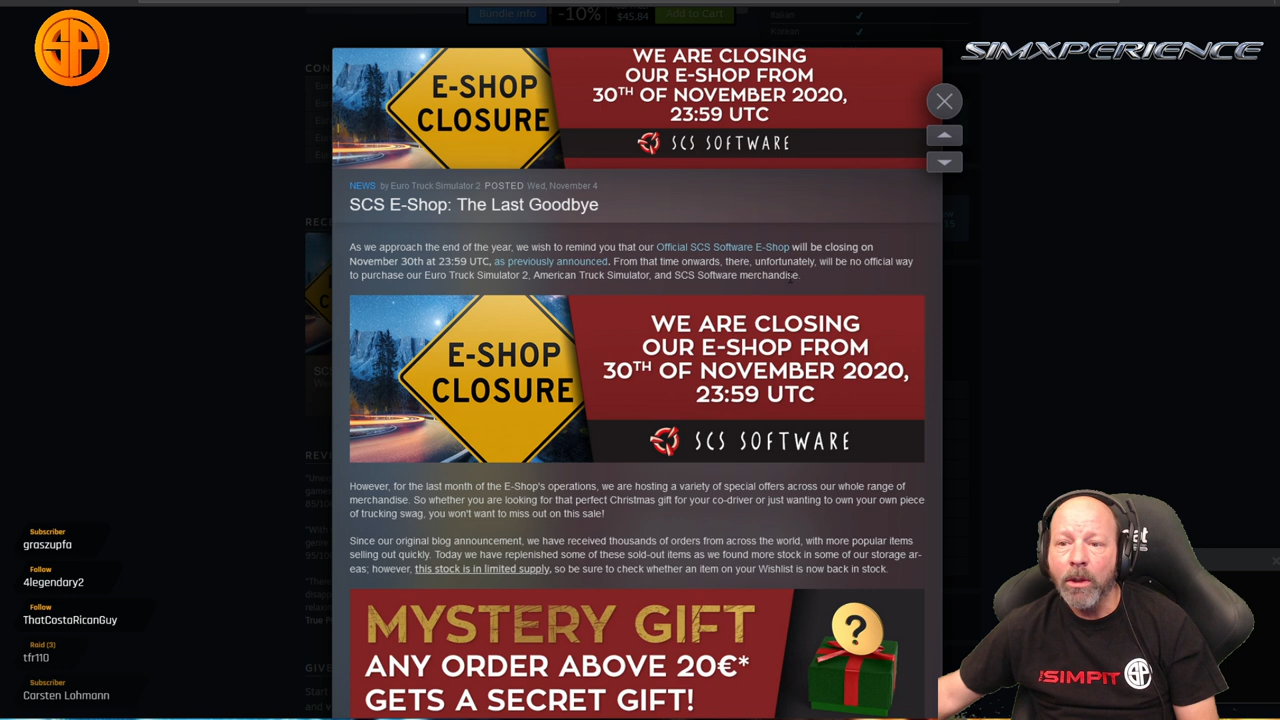 Bundle info
-10%
$45.84
Add to Cart
Korean
SP
SIMXPERIENCE
E-SHOP
CLOSURE
WE ARE CLOSING
OUR E-SHOP FROM
30TH OF NOVEMBER 2020,
23:59 UTC
SCS SOFTWARE
NEWS by Euro Truck Simulator 2 POSTED Wed, November 4
SCS E-Shop: The Last Goodbye
As we approach the end of the year, we wish to remind you that our Official SCS Software E-Shop will be closing on
November 30th at 23:59 UTC, as previously announced. From that time onwards, there, unfortunately, will be no official way
to purchase our Euro Truck Simulator 2, American Truck Simulator, and SCS Software merchandise.
E-SHOP
CLOSURE
WE ARE CLOSING
OUR E-SHOP FROM
30TH OF NOVEMBER 2020,
23:59 UTC
SCS SOFTWARE
However, for the last month of the E-Shop's operations, we are hosting a variety of special offers across our whole range of
merchandise. So whether you are looking for that perfect Christmas gift for your co-driver or just wanting to own your own piece
of trucking swag, you won't want to miss out on this sale!
Since our original blog announcement, we have received thousands of orders from across the world, with more popular items
selling out quickly. Today we have replenished some of these sold-out items as we found more stock in some of our storage ar-
eas; however, this stock is in limited supply, so be sure to check whether an item on your Wishlist is now back in stock.
MYSTERY GIFT
ANY ORDER ABOVE 20€*
GETS A SECRET GIFT!
?
Subscriber
graszupfa
Follow
4legendary2
Follow
ThatCostaRicanGuy
Raid (3)
tfr110
Subscriber
Carsten Lohmann
THE SIMPIT SP